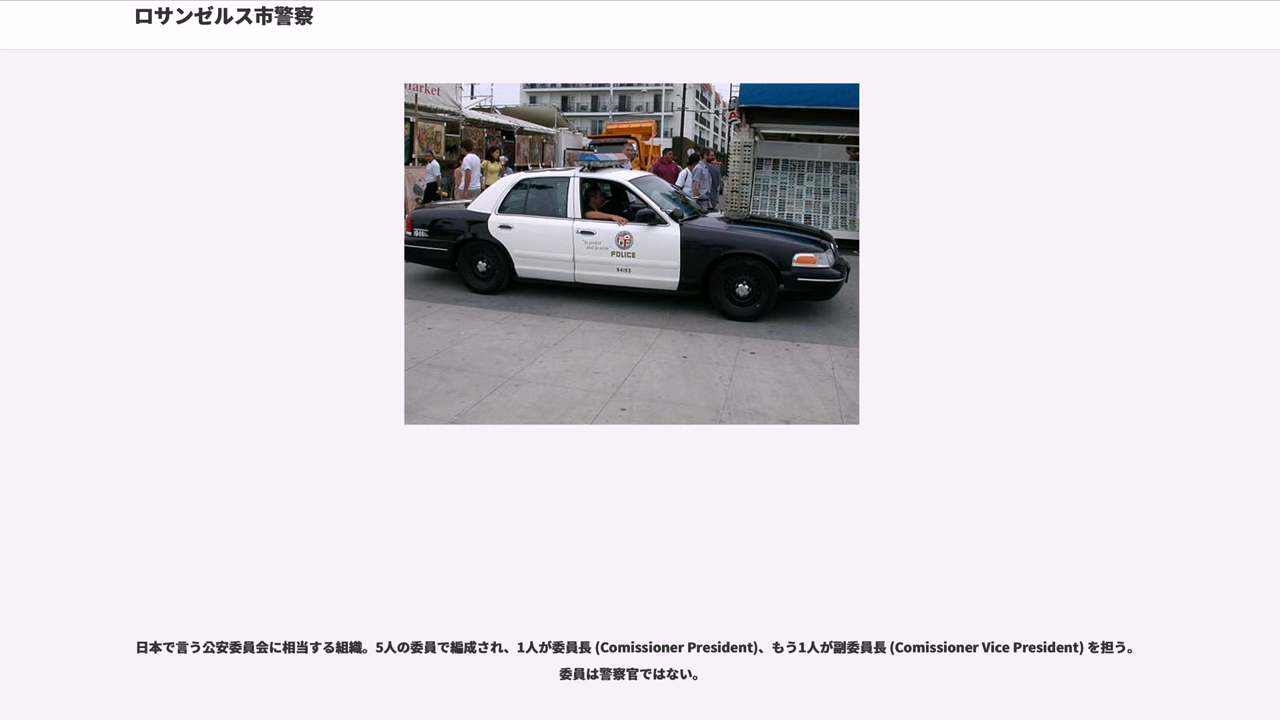 ロサンゼルス市警察
arket
POLICE
日本で言う公安委員会に相当する組織。5人の委員で編成され、1人が委員長 (Comissioner President)、もう1人が副委員長 (Comissioner Vice President) を担う。
委員は警察官ではない。